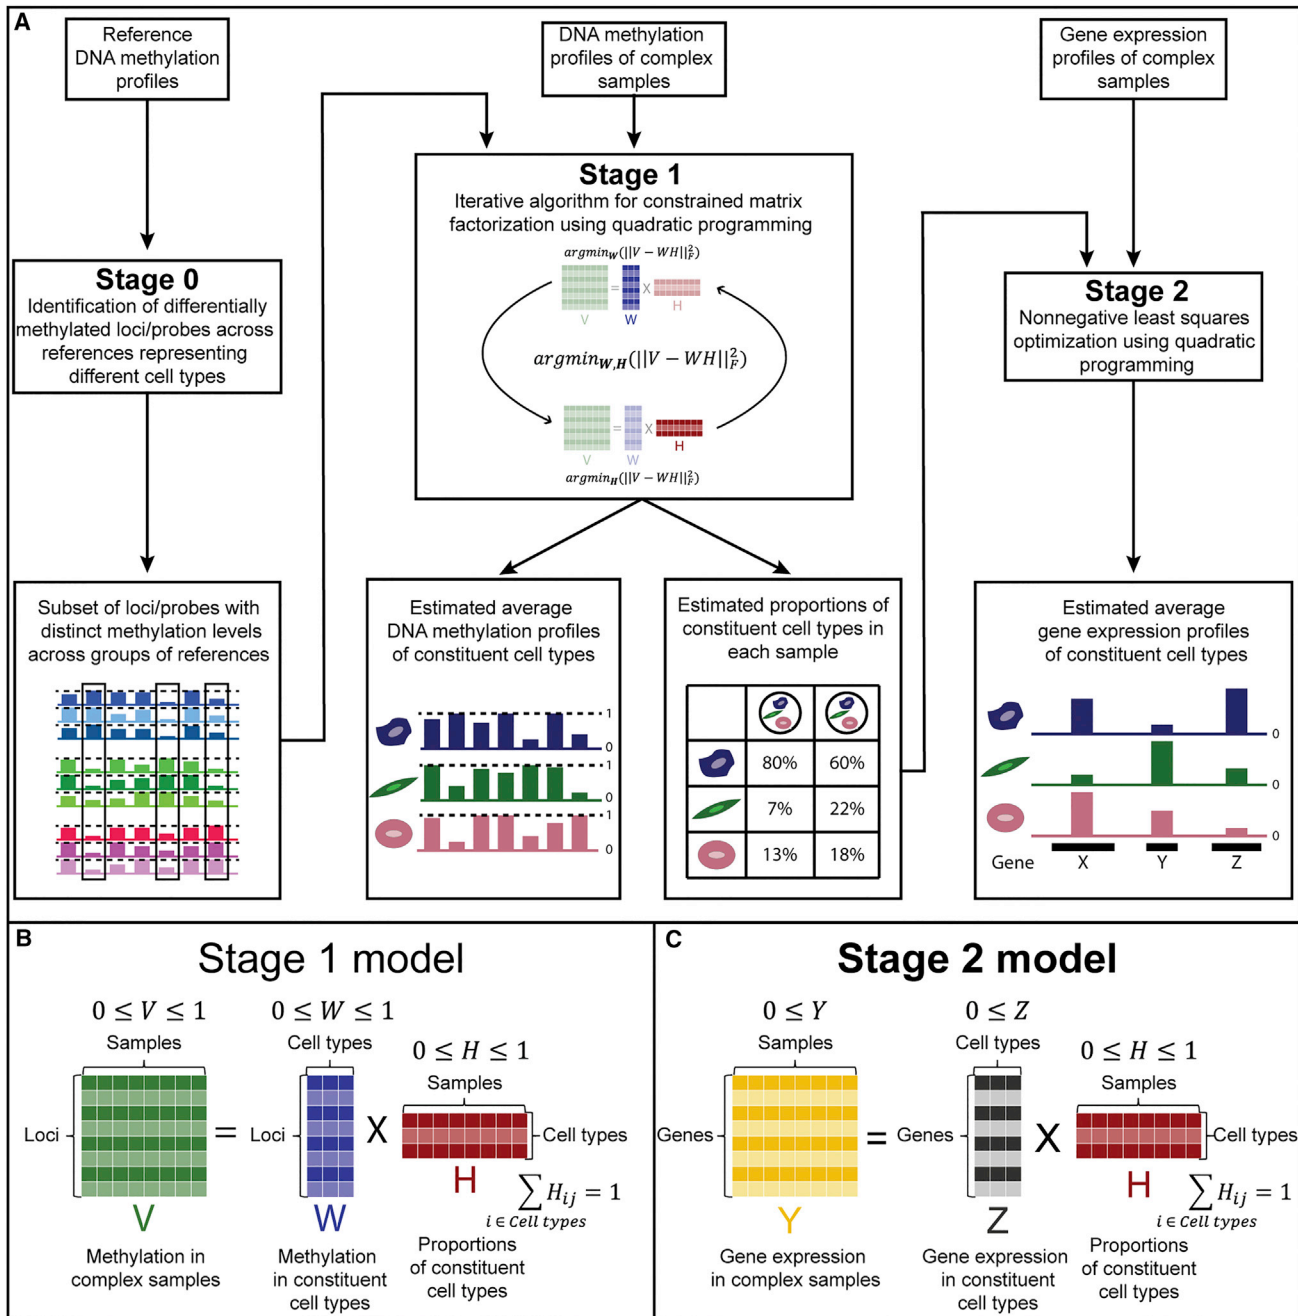 A
Reference
DNA methylation
profiles
DNA methylation
profiles of complex
samples
Gene expression
profiles of complex
samples
Stage 0
Identification of differentially
methylated loci/probes across
references representing
different cell types
Stage 1
Iterative algorithm for constrained matrix
factorization using quadratic programming
argmin_W(||V − WH||²_F)
V = W X H
argmin_W,H(||V − WH||²_F)
V = W X H
argmin_H(||V − WH||²_F)
Stage 2
Nonnegative least squares
optimization using quadratic
programming
Subset of loci/probes with
distinct methylation levels
across groups of references
Estimated average
DNA methylation profiles
of constituent cell types
1
0
1
0
1
0
Estimated proportions of
constituent cell types in
each sample
80% 60%
7% 22%
13% 18%
Estimated average
gene expression profiles
of constituent cell types
0
0
0
Gene X Y Z
B
Stage 1 model
0 ≤ V ≤ 1
Samples
Loci
V
Methylation in
complex samples
=
0 ≤ W ≤ 1
Cell types
Loci
W
Methylation
in constituent
cell types
X
0 ≤ H ≤ 1
Samples
Cell types
H
∑ H_ij = 1
i ∈ Cell types
Proportions
of constituent
cell types
C
Stage 2 model
0 ≤ Y
Samples
Genes
Y
Gene expression
in complex samples
=
0 ≤ Z
Cell types
Genes
Z
Gene expression
in constituent
cell types
X
0 ≤ H ≤ 1
Samples
Cell types
H
∑ H_ij = 1
i ∈ Cell types
Proportions
of constituent
cell types